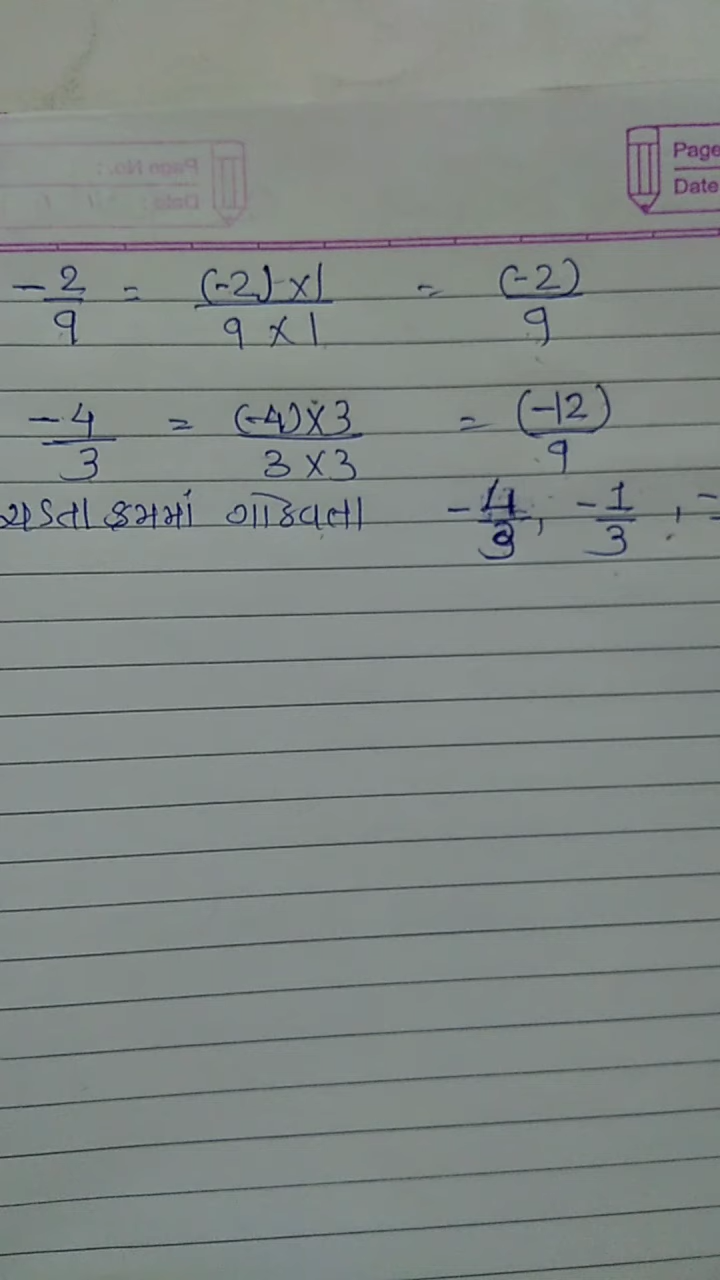 Page
Date
-2/9 = (-2)×1/9×1 = (-2)/9
-4/3 = (-4)×3/3×3 = (-12)/9
ચડતા ક્રમમાં ગોઠવતા -4/3, -1/3, -